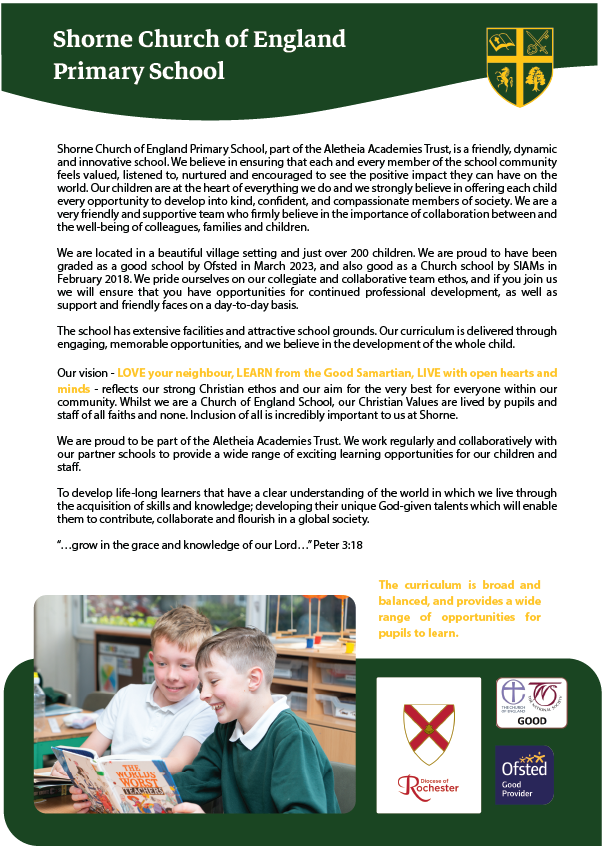 Shorne Church of England
Primary School
Shorne Church of England Primary School, part of the Aletheia Academies Trust, is a friendly, dynamic
and innovative school. We believe in ensuring that each and every member of the school community
feels valued, listened to, nurtured and encouraged to see the positive impact they can have on the
world. Our children are at the heart of everything we do and we strongly believe in offering each child
every opportunity to develop into kind, confident, and compassionate members of society. We are a
very friendly and supportive team who firmly believe in the importance of collaboration between and
the well-being of colleagues, families and children.
We are located in a beautiful village setting and just over 200 children. We are proud to have been
graded as a good school by Ofsted in March 2023, and also good as a Church school by SIAMs in
February 2018. We pride ourselves on our collegiate and collaborative team ethos, and if you join us
we will ensure that you have opportunities for continued professional development, as well as
support and friendly faces on a day-to-day basis.
The school has extensive facilities and attractive school grounds. Our curriculum is delivered through
engaging, memorable opportunities, and we believe in the development of the whole child.
Our vision - LOVE your neighbour, LEARN from the Good Samartian, LIVE with open hearts and
minds - reflects our strong Christian ethos and our aim for the very best for everyone within our
community. Whilst we are a Church of England School, our Christian Values are lived by pupils and
staff of all faiths and none. Inclusion of all is incredibly important to us at Shorne.
We are proud to be part of the Aletheia Academies Trust. We work regularly and collaboratively with
our partner schools to provide a wide range of exciting learning opportunities for our children and
staff.
To develop life-long learners that have a clear understanding of the world in which we live through
the acquisition of skills and knowledge; developing their unique God-given talents which will enable
them to contribute, collaborate and flourish in a global society.
“…grow in the grace and knowledge of our Lord…” Peter 3:18
The curriculum is broad and
balanced, and provides a wide
range of opportunities for
pupils to learn.
THE WORLD'S
WORST
TEACHERS
Diocese of
Rochester
THE CHURCH
OF ENGLAND
THE NATIONAL SOCIETY
GOOD
Ofsted
Good
Provider